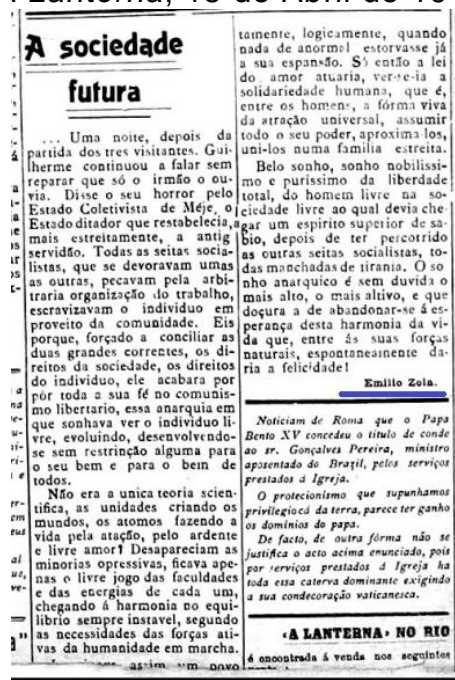 Lanterna,
A sociedade
futura
... Uma noite, depois da
partida dos tres visitantes. Gui-
lherme continuou a falar sem
reparar que só o irmão o ou-
via. Disse o seu horror pelo
Estado Coletivista de Méje, o
Estado ditador que restabelecia,
mais estreitamente, a antig
servidão. Todas as seitas socia-
listas, que se devoravam umas
as outras, pecavam pela arbi-
traria organização do trabalho,
escravizavam o individuo em
proveito da comunidade. Eis
porque, forçado a conciliar as
duas grandes correntes, os di-
reitos da sociedade, os direitos
do individuo, ele acabara por
pôr toda a sua fé no comunis-
mo libertario, essa anarquia em
que sonhava ver o individuo li-
vre, evoluindo, desenvolvendo-
se sem restrinção alguma para
o seu bem e para o bem de
todos.
Não era a unica teoria scien-
tifica, as unidades criando os
mundos, os atomos fazendo a
vida pela atação, pelo ardente
e livre amor? Desapareciam as
minorias opressivas, ficava ape-
nas o livre jogo das faculdades
e das energias de cada um,
chegando á harmonia no equi-
librio sempre instavel, segundo
as necessidades das forças ati-
vas da humanidade em marcha.
assim um novo
tamente, logicamente, quando
nada de anormel estorvasse já
a sua espansão. Só então a lei
do amor atuaria, ver-se-ia a
solidariedade humana, que é,
entre os homens, a fórma viva
da atração universal, assumir
todo o seu poder, aproxima-los,
uni-los numa familia estreita.
Belo sonho, sonho nobilissi-
mo e purissimo da liberdade
total, do homem livre na so-
ciedade livre ao qual devia che-
gar um espirito superior de sa-
bio, depois de ter percorrido
as outras seitas socialistas, to-
das manchadas de tirania. O so-
nho anarquico é sem duvida o
mais alto, o mais altivo, e que
doçura a de abandonar-se á es-
perança desta harmonia da vi-
da que, entre ás suas forças
naturais, espontaneamente da-
ria a felicidade!
Emilio Zola.
Noticiam de Roma que o Papa
Bento XV concedeu o titulo de conde
ao sr. Gonçalves Pereira, ministro
aposentado do Brazil, pelos serviços
prestados á Igreja.
O protecionismo que supunhamos
privilegio cá da terra, parece ter ganho
os dominios do papa.
De facto, de outra fórma não se
justifica o acto acima enunciado, pois
por serviços prestados á Igreja ha
toda essa caterva dominante exigindo
a sua condecoração vaticanesca.
«A LANTERNA» NO RIO
é encontrada á venda nos seguintes